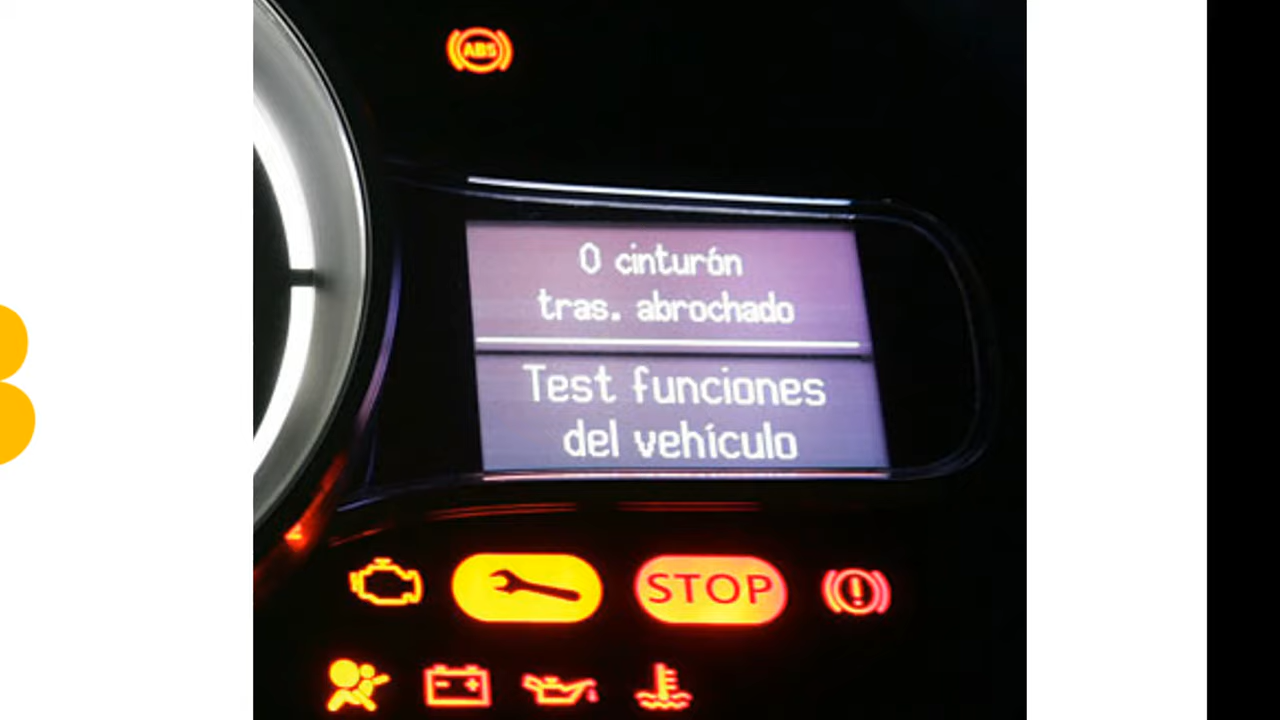 ABS
0 cinturón
tras. abrochado
Test funciones
del vehículo
STOP